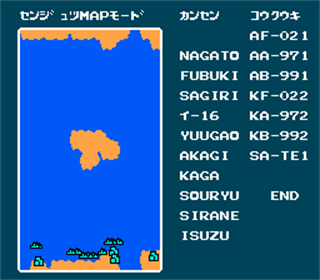 センジュツMAPモード カンセン コウクウキ
AF-021
NAGATO AA-971
FUBUKI AB-991
SAGIRI KF-022
イ-16 KA-972
YUUGAO KB-992
AKAGI SA-TE1
KAGA
SOURYU END
SIRANE
ISUZU